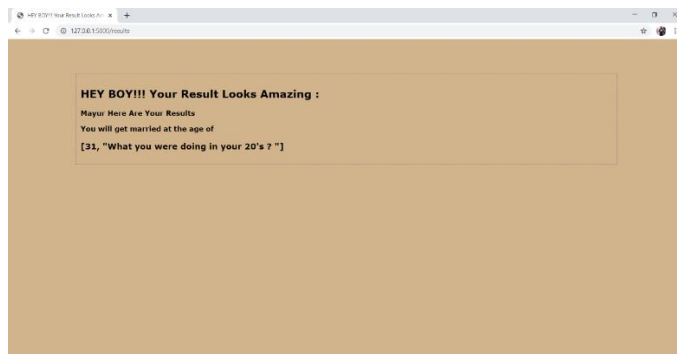 HEY BOY!!! Your Result Looks Am
127.0.0.1:5000/results
HEY BOY!!! Your Result Looks Amazing :
Mayur Here Are Your Results
You will get married at the age of
[31, "What you were doing in your 20's ? "]